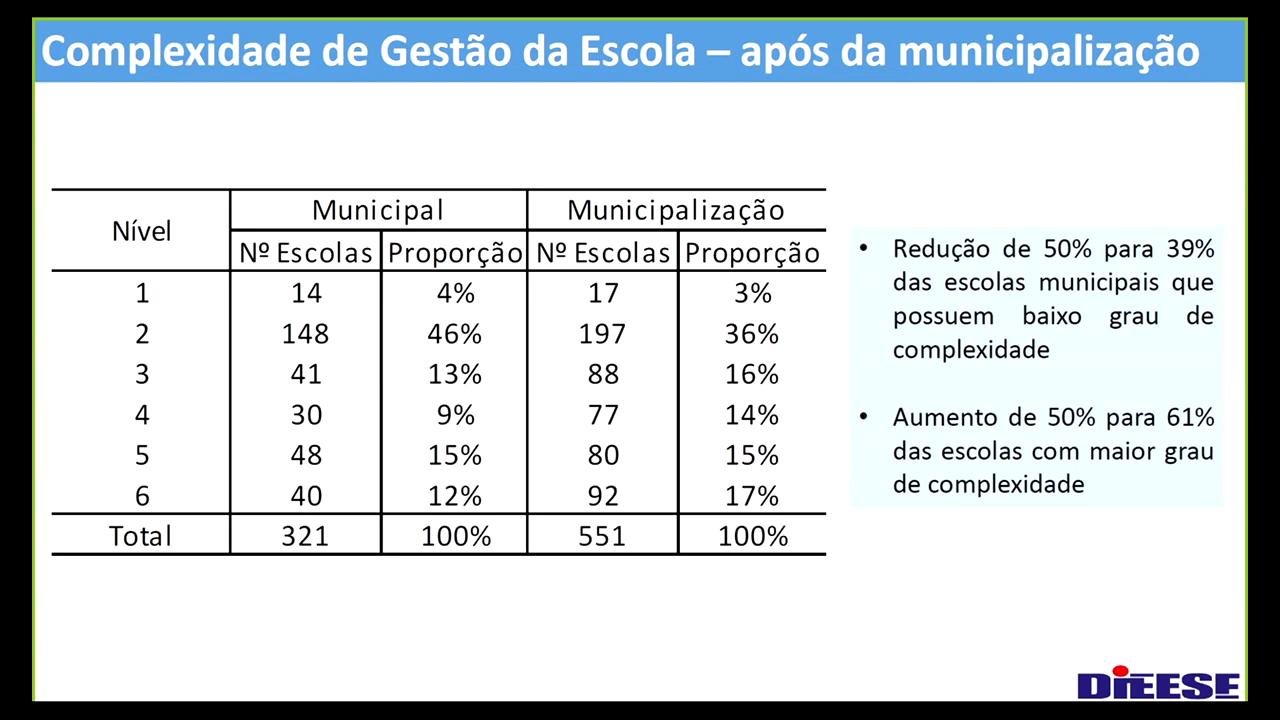 Complexidade de Gestão da Escola – após da municipalização
Nível Municipal Municipalização
Nº Escolas Proporção Nº Escolas Proporção
1 14 4% 17 3%
2 148 46% 197 36%
3 41 13% 88 16%
4 30 9% 77 14%
5 48 15% 80 15%
6 40 12% 92 17%
Total 321 100% 551 100%
• Redução de 50% para 39%
das escolas municipais que
possuem baixo grau de
complexidade
• Aumento de 50% para 61%
das escolas com maior grau
de complexidade
DIEESE